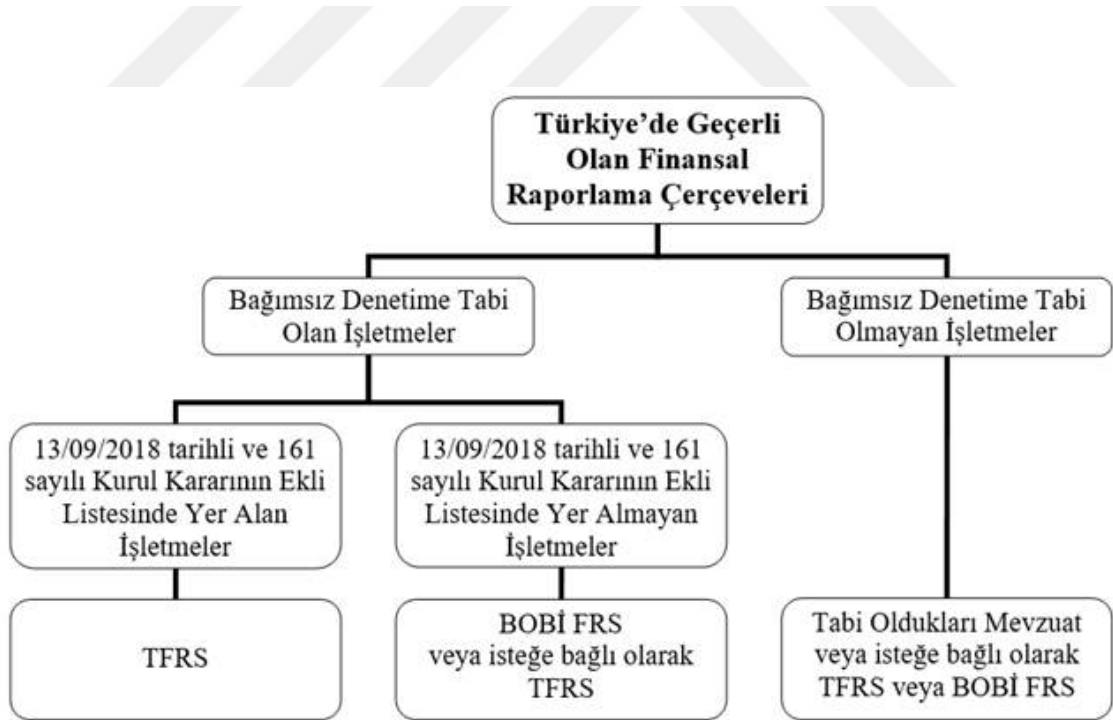 Türkiye’de Geçerli
Olan Finansal
Raporlama Çerçeveleri
Bağımsız Denetime Tabi
Olan İşletmeler
Bağımsız Denetime Tabi
Olmayan İşletmeler
13/09/2018 tarihli ve 161
sayılı Kurul Kararının Ekli
Listesinde Yer Alan
İşletmeler
13/09/2018 tarihli ve 161
sayılı Kurul Kararının Ekli
Listesinde Yer Almayan
İşletmeler
TFRS
BOBİ FRS
veya isteğe bağlı olarak
TFRS
Tabi Oldukları Mevzuat
veya isteğe bağlı olarak
TFRS veya BOBİ FRS